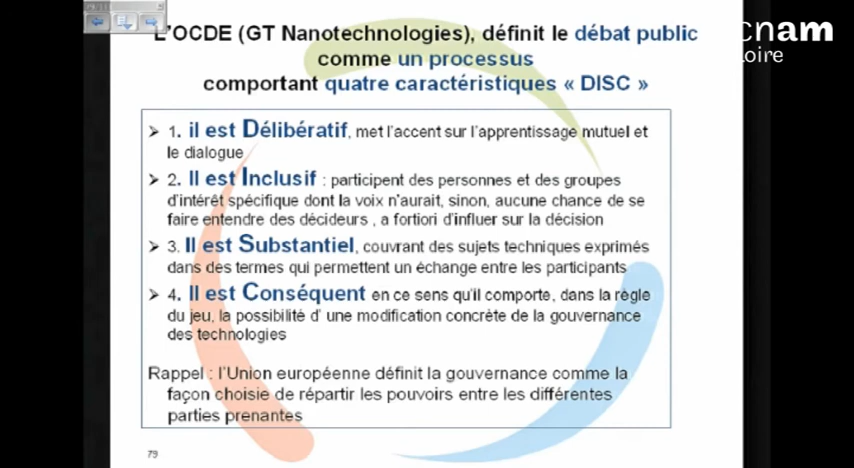 L'OCDE (GT Nanotechnologies), définit le débat public
comme un processus
comportant quatre caractéristiques « DISC »
cnam
Loire
➢ 1. il est Délibératif, met l'accent sur l'apprentissage mutuel et
le dialogue
➢ 2. Il est Inclusif : participent des personnes et des groupes
d'intérêt spécifique dont la voix n'aurait, sinon, aucune chance de se
faire entendre des décideurs , a fortiori d'influer sur la décision
➢ 3. Il est Substantiel, couvrant des sujets techniques exprimés
dans des termes qui permettent un échange entre les participants
➢ 4. Il est Conséquent en ce sens qu'il comporte, dans la règle
du jeu, la possibilité d' une modification concrète de la gouvernance
des technologies
Rappel : l'Union européenne définit la gouvernance comme la
façon choisie de répartir les pouvoirs entre les différentes
parties prenantes
79